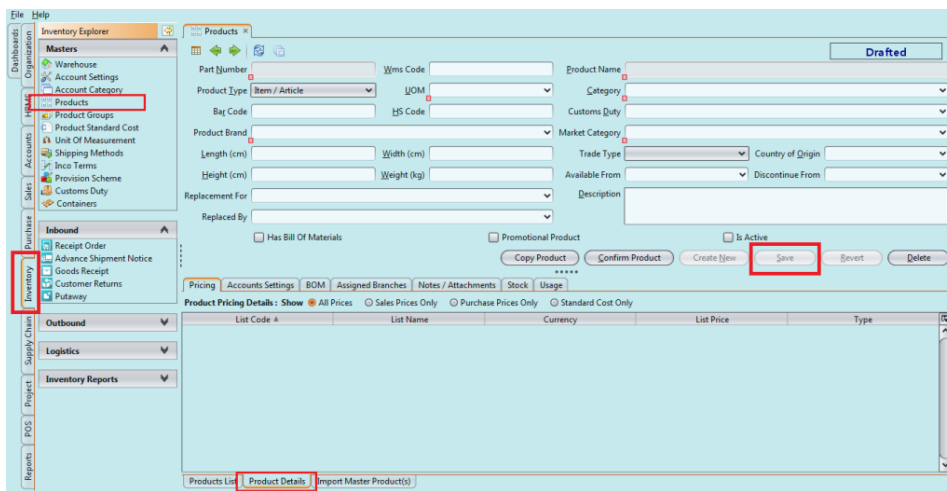 File Help
Dashboards
Organization
HRMS
Accounts
Sales
Purchase
Inventory
Supply Chain
Project
POS
Reports
Inventory Explorer
Masters
Warehouse
Account Settings
Account Category
Products
Product Groups
Product Standard Cost
Unit Of Measurement
Shipping Methods
Inco Terms
Provision Scheme
Customs Duty
Containers
Inbound
Receipt Order
Advance Shipment Notice
Goods Receipt
Customer Returns
Putaway
Outbound
Logistics
Inventory Reports
Products
Drafted
Part Number Wms Code Product Name
Product Type Item / Article UOM Category
Bar Code HS Code Customs Duty
Product Brand Market Category
Length (cm) Width (cm) Trade Type Country of Origin
Height (cm) Weight (kg) Available From Discontinue From
Replacement For Description
Replaced By
Has Bill Of Materials Promotional Product Is Active
Copy Product Confirm Product Create New Save Revert Delete
Pricing Accounts Settings BOM Assigned Branches Notes / Attachments Stock Usage
Product Pricing Details : Show All Prices Sales Prices Only Purchase Prices Only Standard Cost Only
List Code List Name Currency List Price Type
Products List Product Details Import Master Product(s)